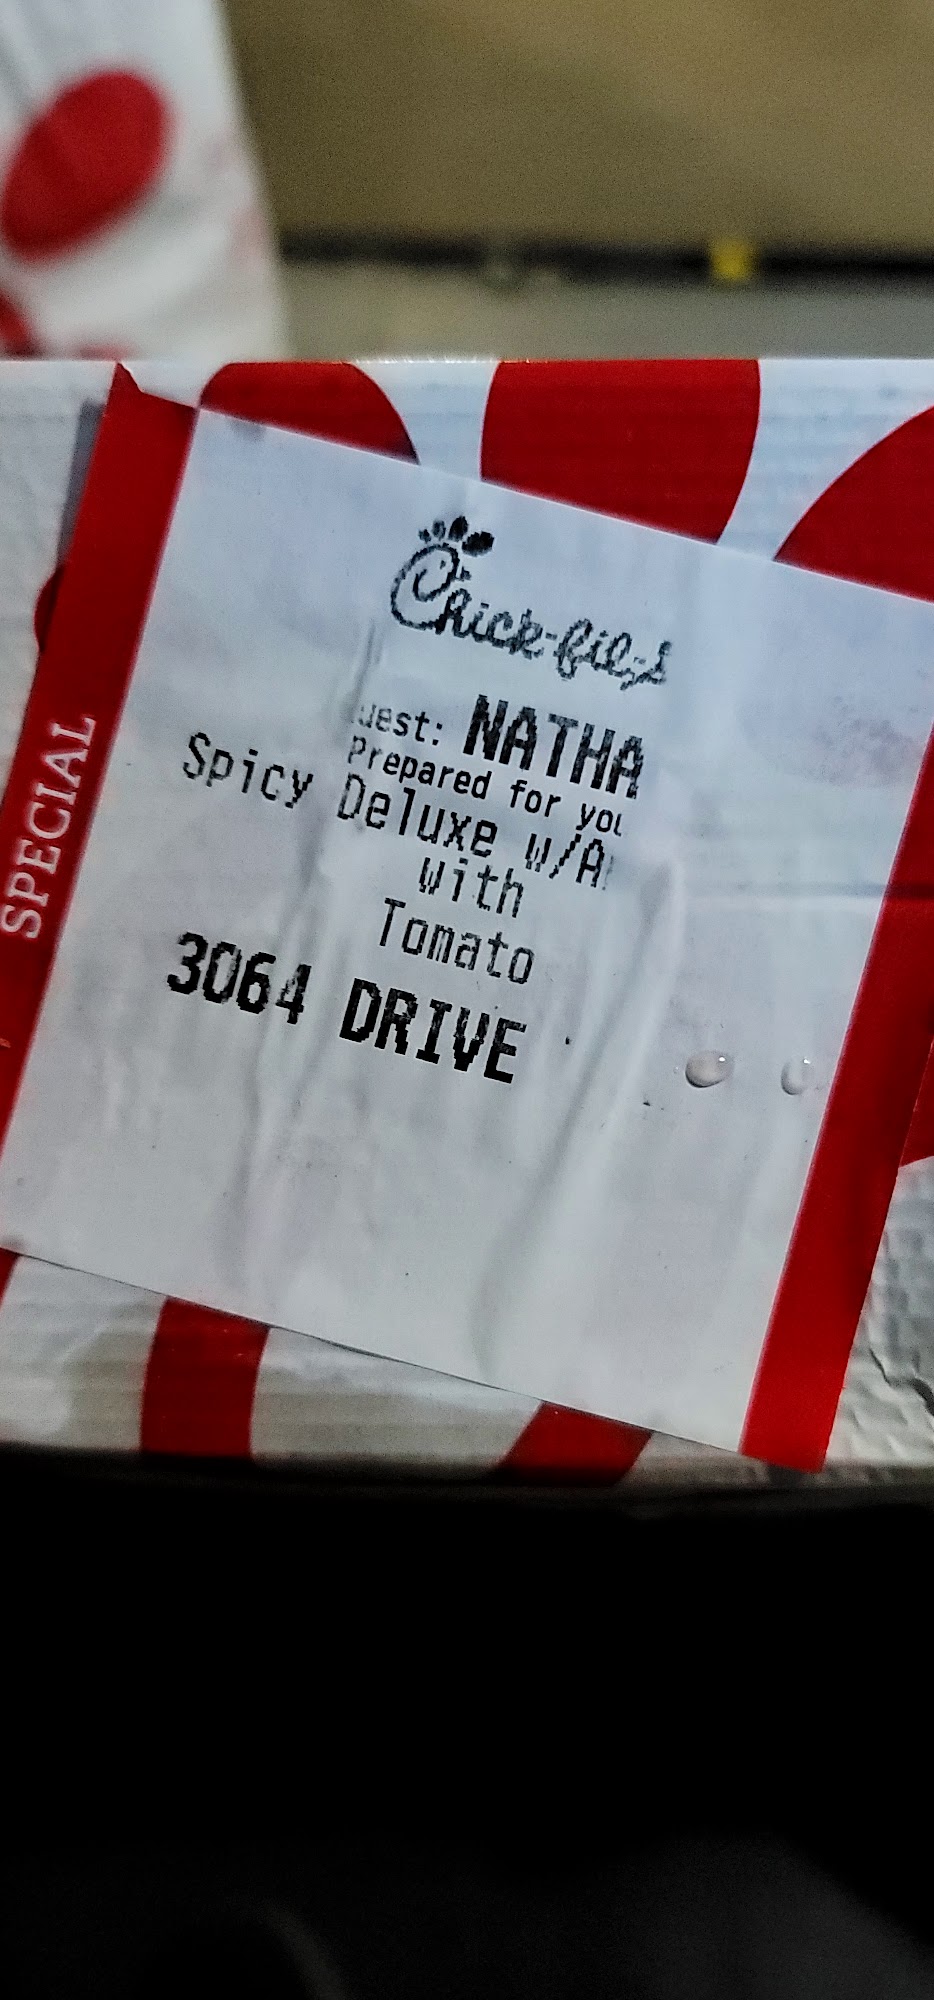 Chick-fil-A
uest: NATHA
Prepared for you
Spicy Deluxe w/A
with
Tomato
3064 DRIVE
SPECIAL